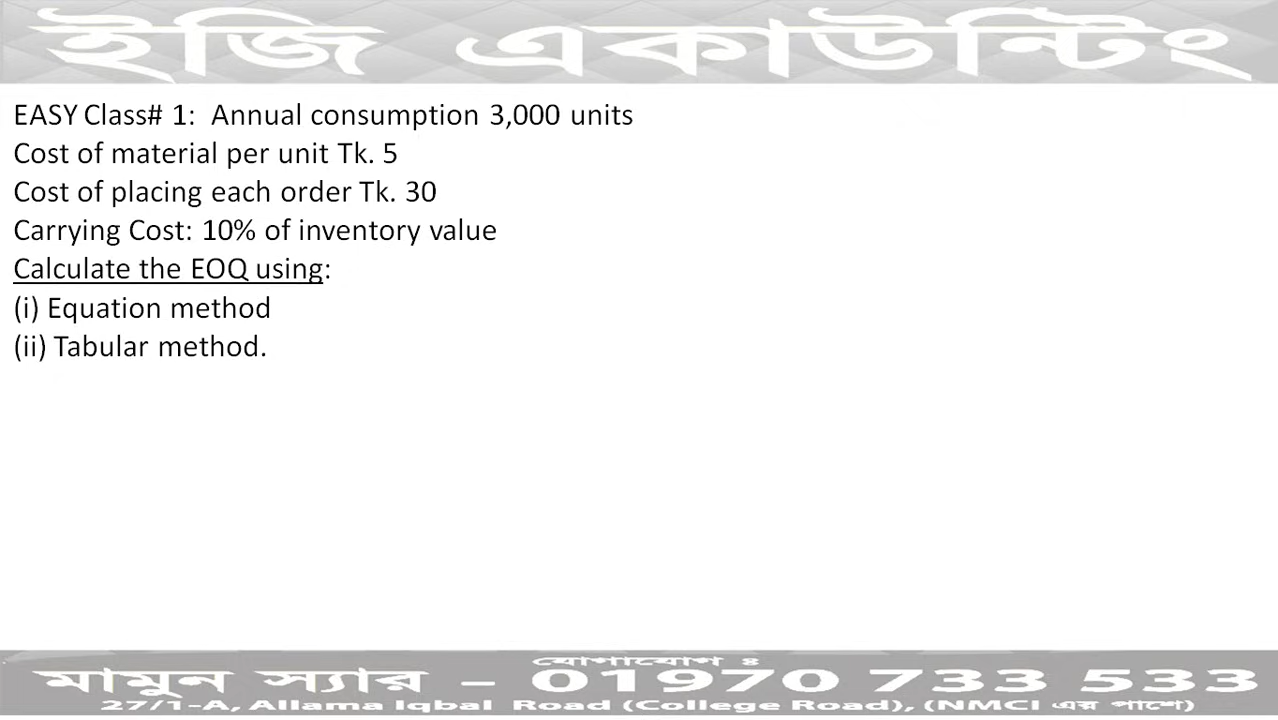 ইজি একাউন্টিং
EASY Class# 1: Annual consumption 3,000 units
Cost of material per unit Tk. 5
Cost of placing each order Tk. 30
Carrying Cost: 10% of inventory value
Calculate the EOQ using:
(i) Equation method
(ii) Tabular method.
যোগাযোগ ঃ
মামুন স্যার – 01970 733 533
27/1-A, Allama Iqbal Road (College Road), (NMCI এর পাশে)